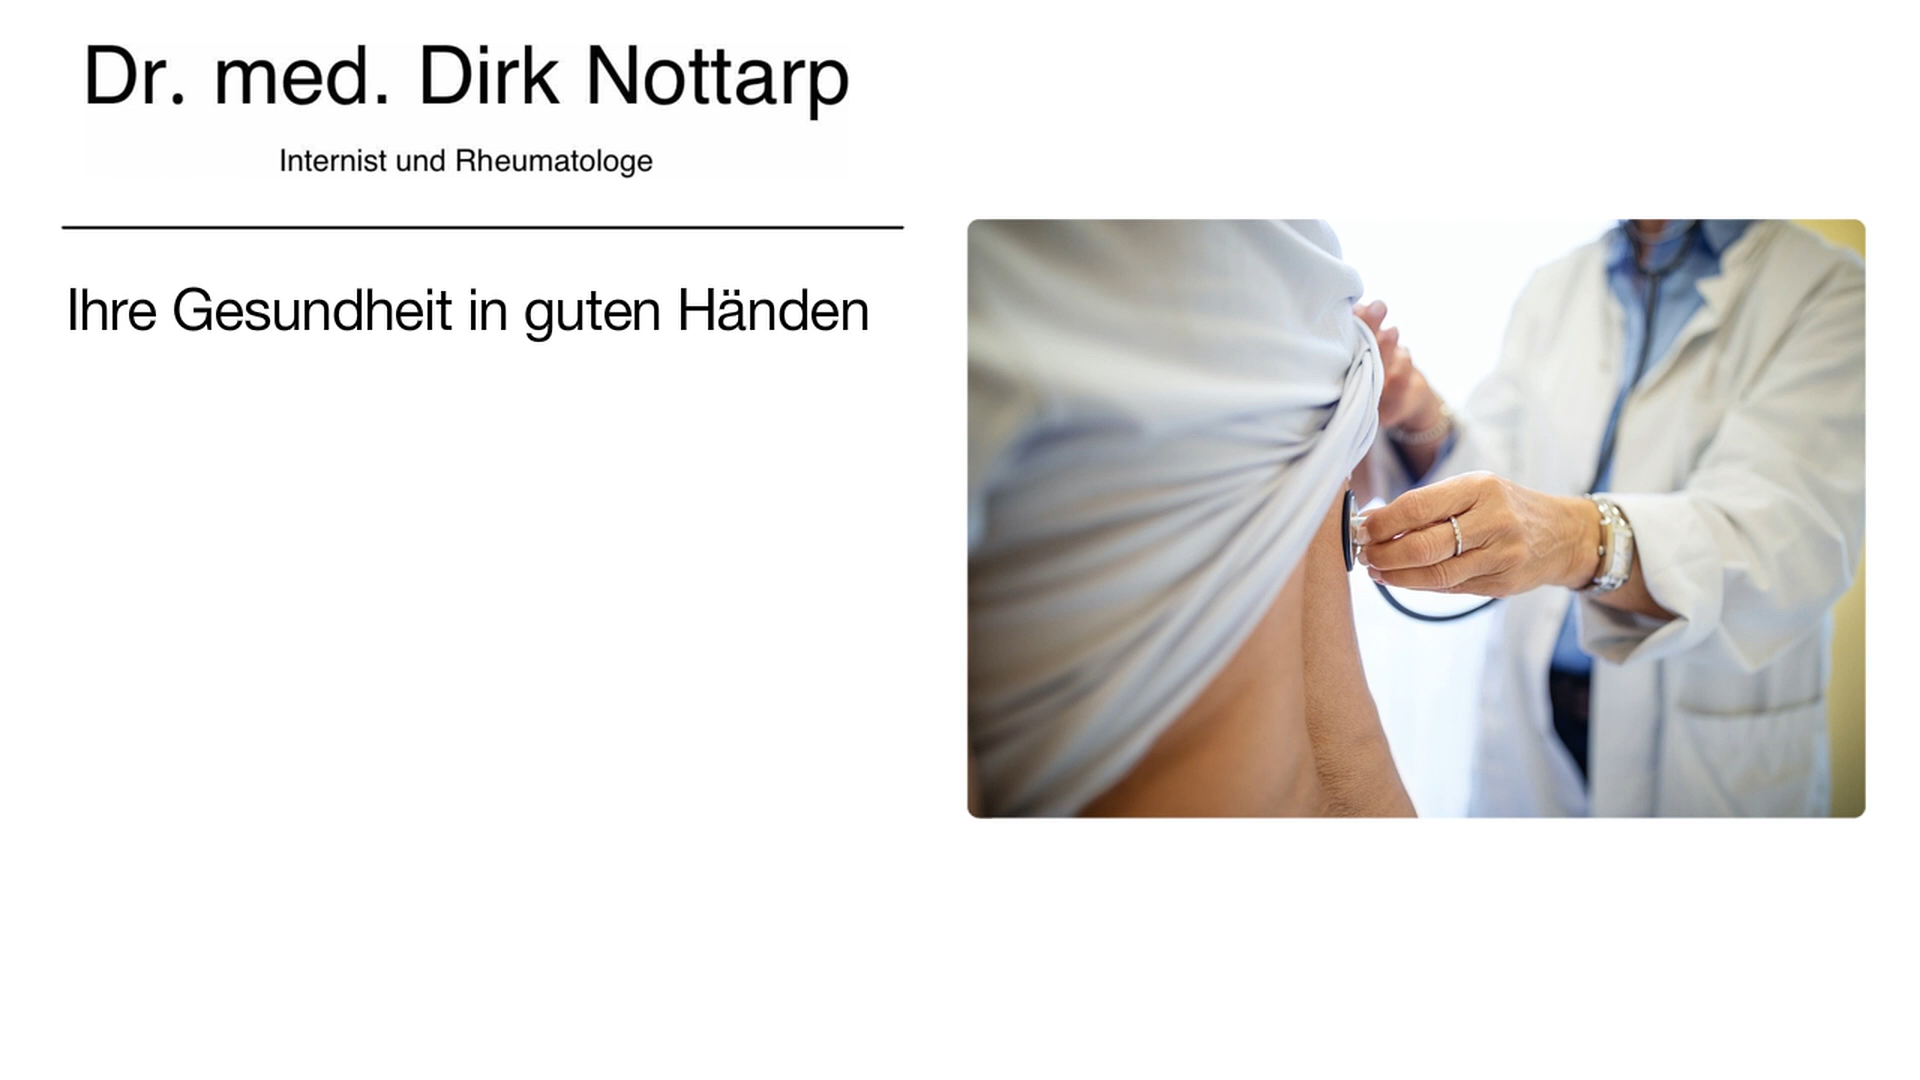 Dr. med. Dirk Nottarp
Internist und Rheumatologe
Ihre Gesundheit in guten Händen